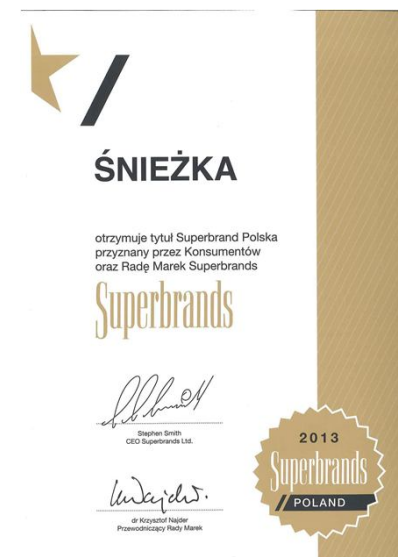 ŚNIEŻKA
otrzymuje tytuł Superbrand Polska
przyznany przez Konsumentów
oraz Radę Marek Superbrands
Superbrands
Stephen Smith
CEO Superbrands Ltd.
dr Krzysztof Najder
Przewodniczący Rady Marek
2013
Superbrands
POLAND